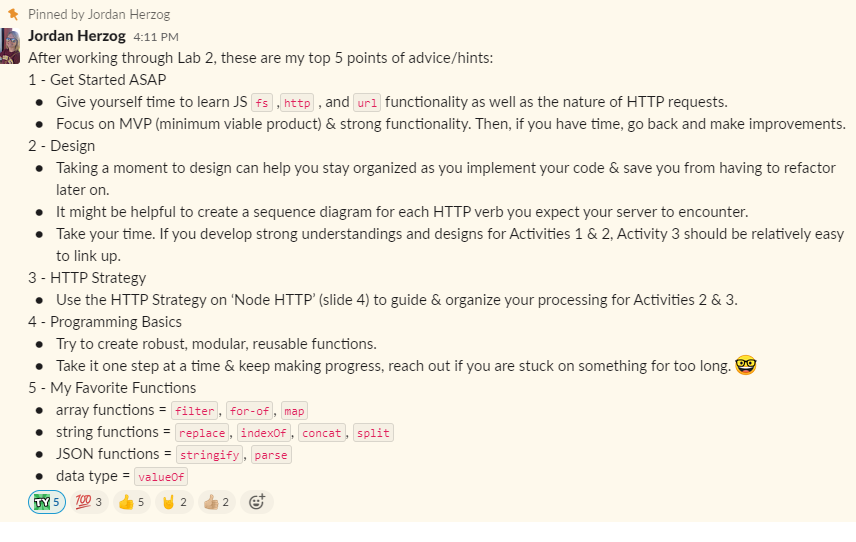 Pinned by Jordan Herzog
Jordan Herzog 4:11 PM
After working through Lab 2, these are my top 5 points of advice/hints:
1 - Get Started ASAP
● Give yourself time to learn JS fs ,http , and url functionality as well as the nature of HTTP requests.
● Focus on MVP (minimum viable product) & strong functionality. Then, if you have time, go back and make improvements.
2 - Design
● Taking a moment to design can help you stay organized as you implement your code & save you from having to refactor
later on.
● It might be helpful to create a sequence diagram for each HTTP verb you expect your server to encounter.
● Take your time. If you develop strong understandings and designs for Activities 1 & 2, Activity 3 should be relatively easy
to link up.
3 - HTTP Strategy
● Use the HTTP Strategy on ‘Node HTTP’ (slide 4) to guide & organize your processing for Activities 2 & 3.
4 - Programming Basics
● Try to create robust, modular, reusable functions.
● Take it one step at a time & keep making progress, reach out if you are stuck on something for too long. 🤓
5 - My Favorite Functions
● array functions = filter, for-of, map
● string functions = replace, indexOf, concat, split
● JSON functions = stringify, parse
● data type = valueOf
TY 5 💯 3 👍 5 🤘 2 👍🏼 2